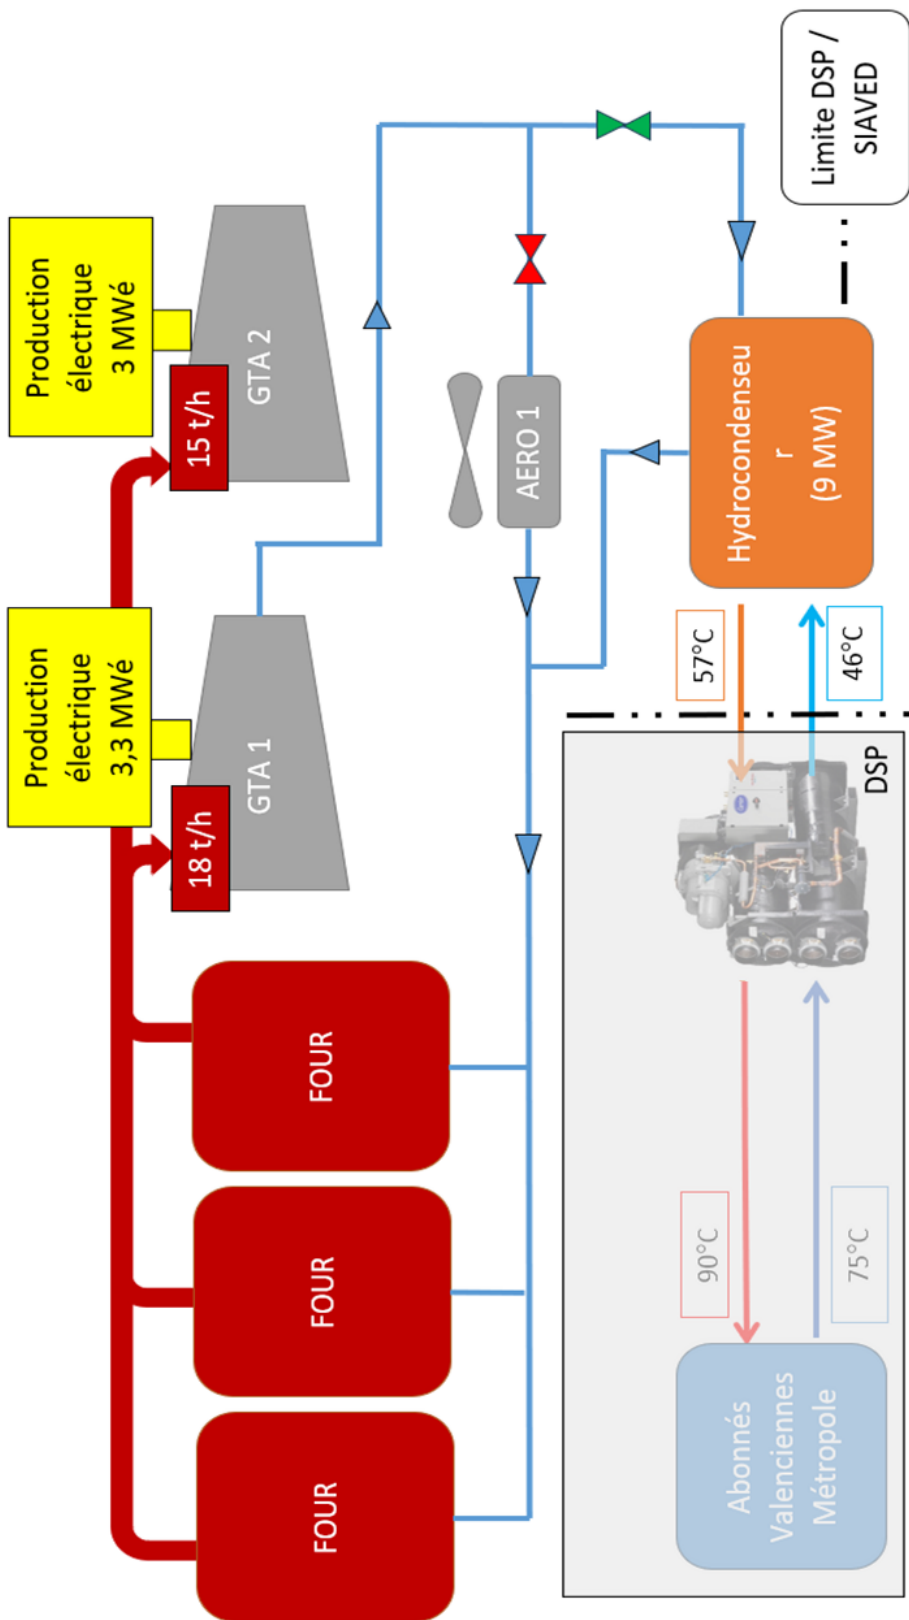 Production
électrique
3,3 MWé
Production
électrique
3 MWé
18 t/h
15 t/h
GTA 1
GTA 2
FOUR
FOUR
FOUR
AERO 1
Abonnés
Valenciennes
Métropole
90°C
75°C
57°C
46°C
DSP
Hydrocondenseu
r
(9 MW)
Limite DSP /
SIAVED